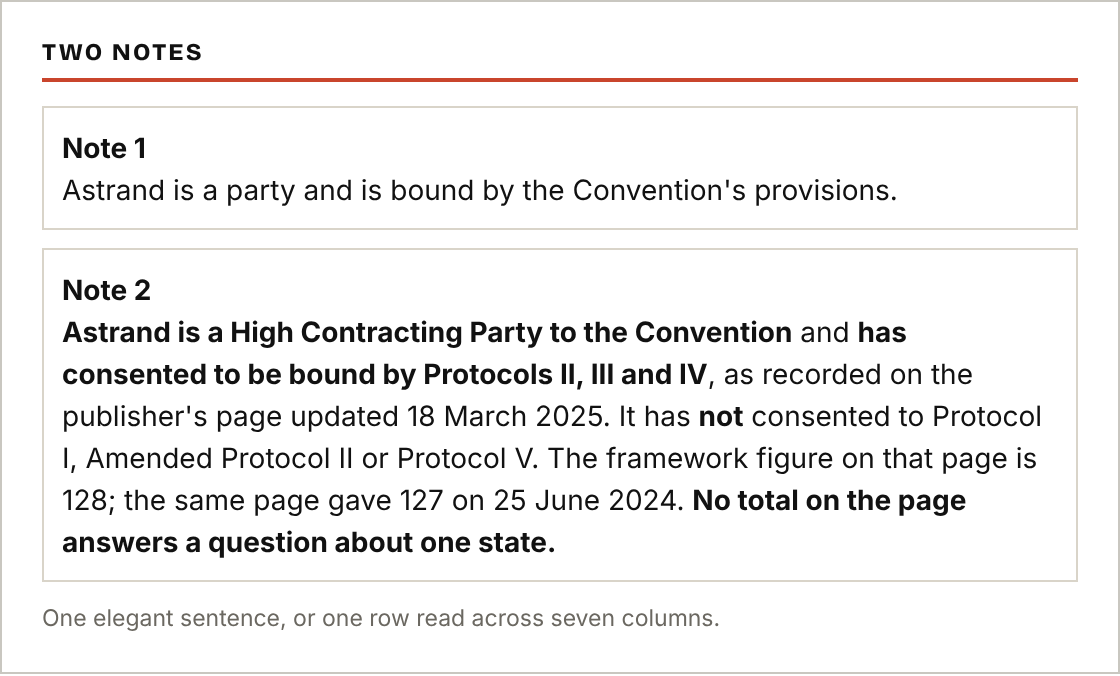 TWO NOTES
Note 1
Astrand is a party and is bound by the Convention's provisions.
Note 2
Astrand is a High Contracting Party to the Convention and has
consented to be bound by Protocols II, III and IV, as recorded on the
publisher's page updated 18 March 2025. It has not consented to Protocol
I, Amended Protocol II or Protocol V. The framework figure on that page is
128; the same page gave 127 on 25 June 2024. No total on the page
answers a question about one state.
One elegant sentence, or one row read across seven columns.